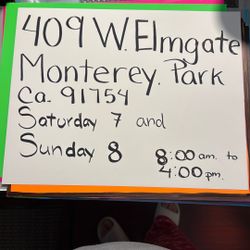 409 W. Elmgate
Monterey. Park
Ca. 91754
Saturday 7 and
Sunday 8 8:00 am. to
4:00 pm.